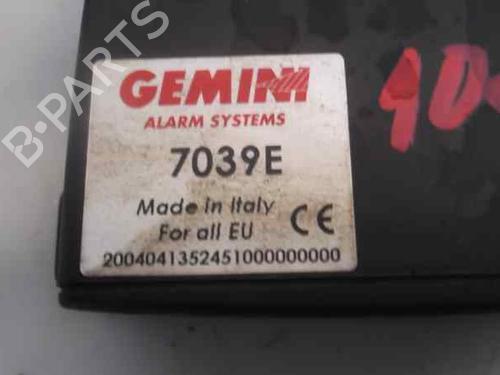 GEMINI
ALARM SYSTEMS
7039E
Made in Italy
For all EU
CE
2004041352451000000000
B-PARTS